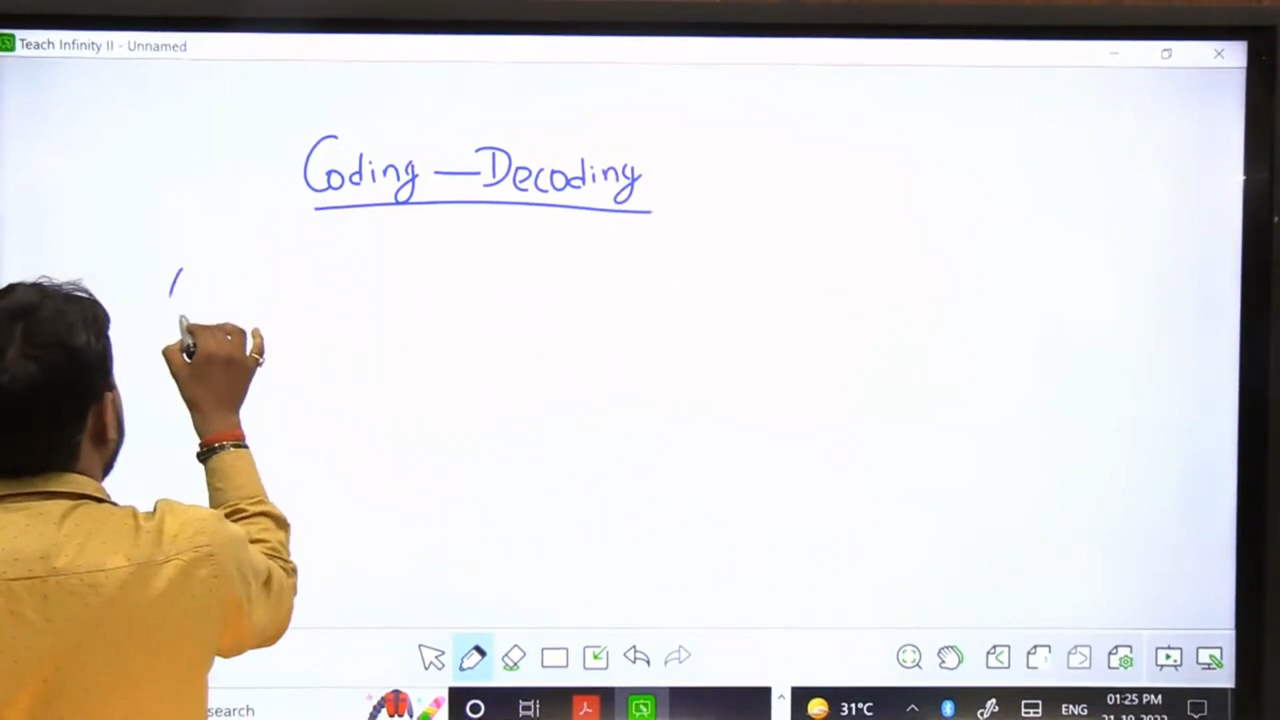 Teach Infinity II - Unnamed
Coding — Decoding
search
31°C
ENG
01:25 PM